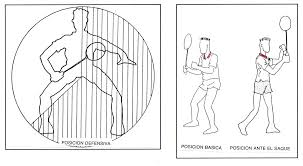 POSICION DEFENSIVA
POSICION BASICA
POSICION ANTE EL SAQUE